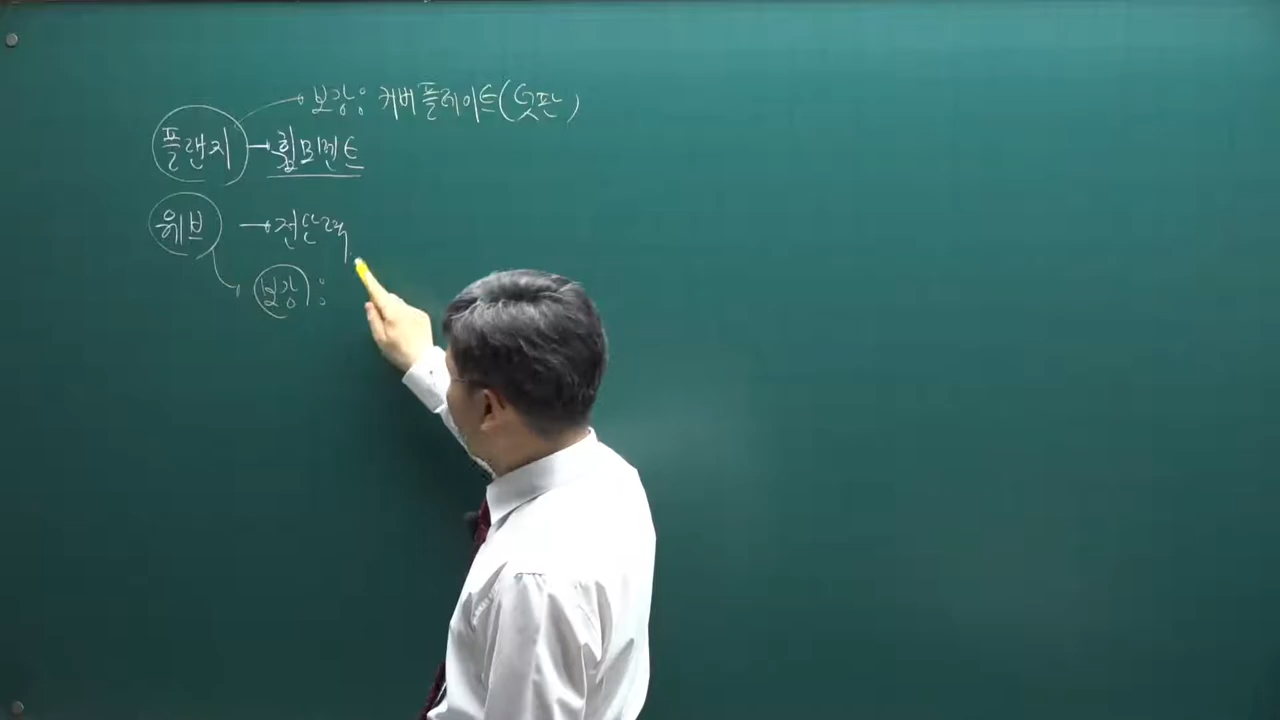 보강: 커버플레이트(덧판)
플랜지 → 휨모멘트
웨브 → 전단력
보강: